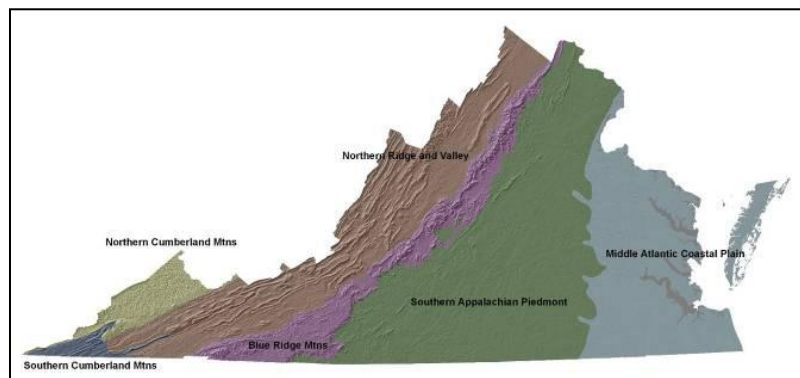 Northern Ridge and Valley
Northern Cumberland Mtns
Middle Atlantic Coastal Plain
Southern Appalachian Piedmont
Blue Ridge Mtns
Southern Cumberland Mtns